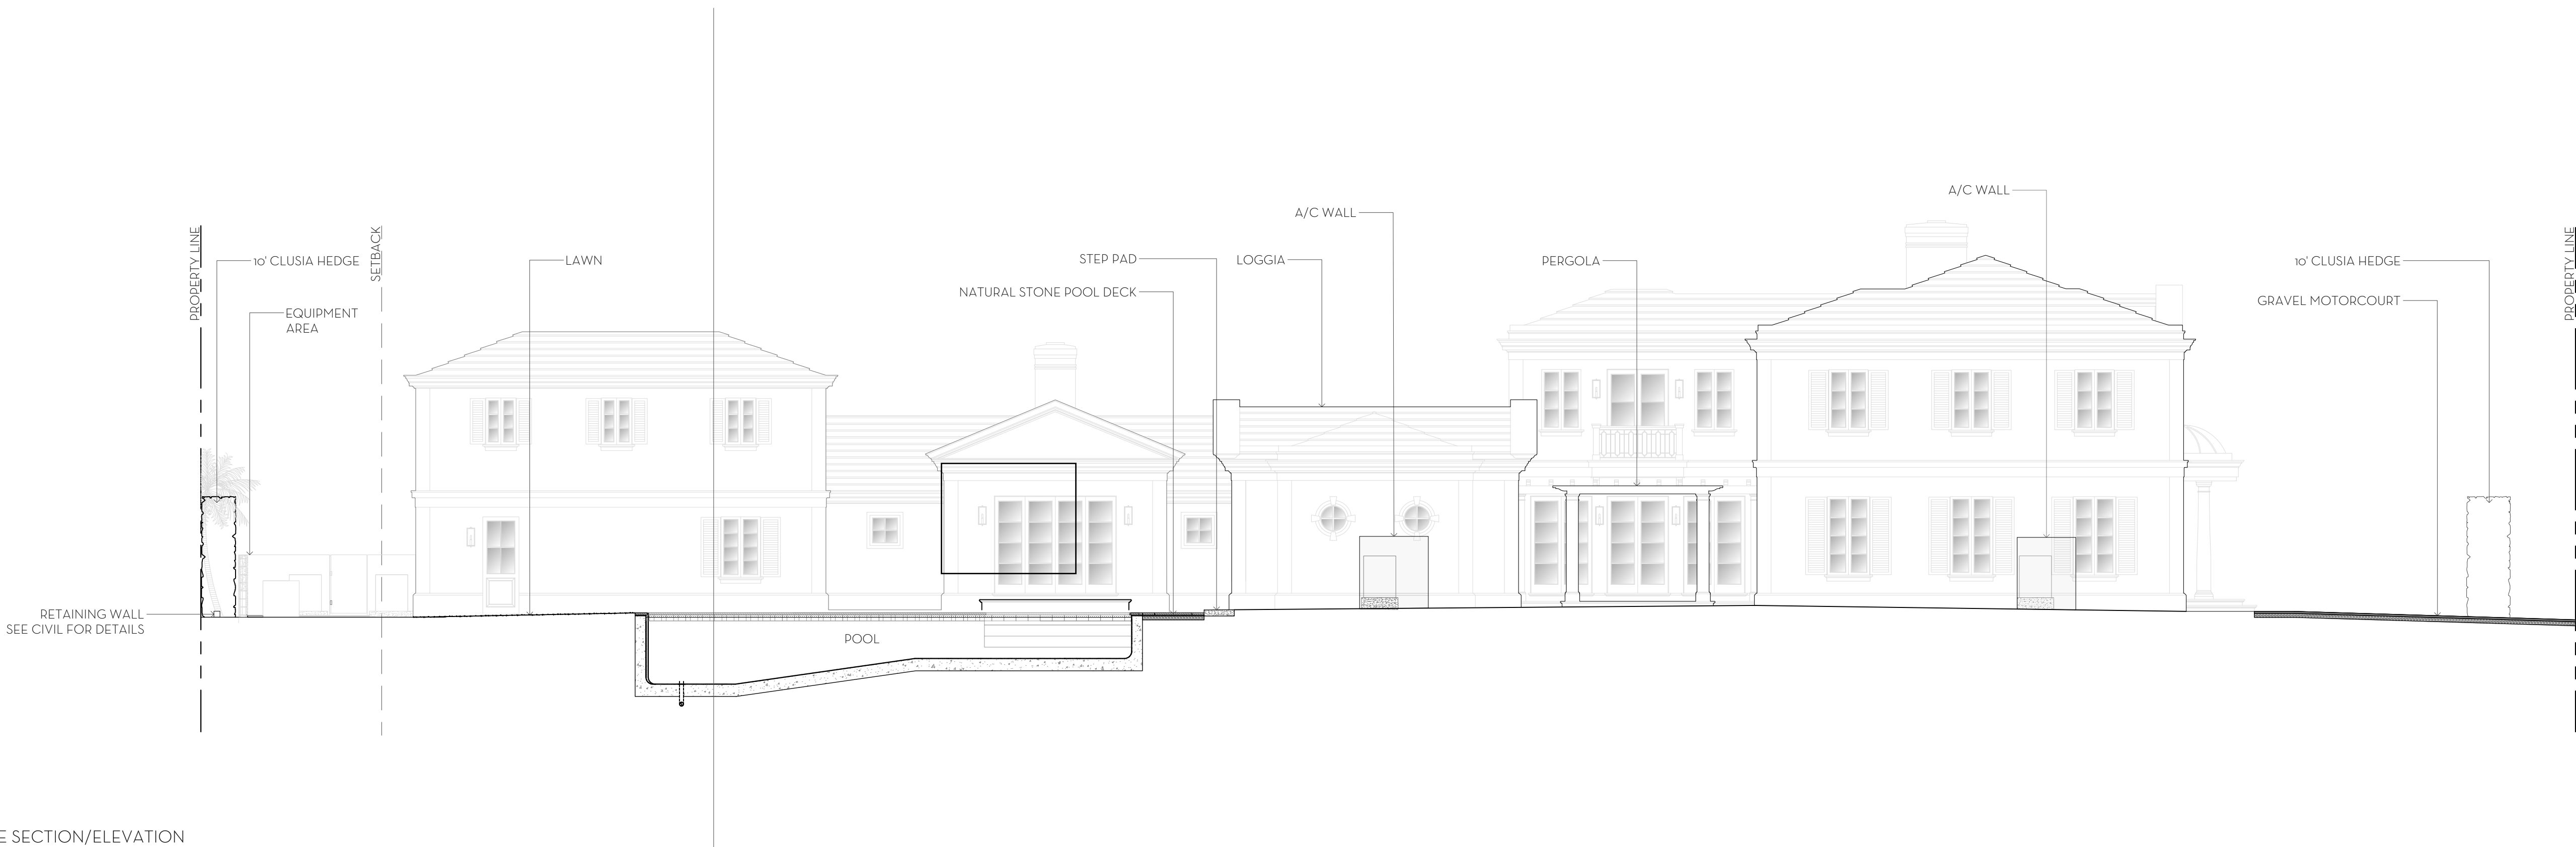 PROPERTY LINE
10' CLUSIA HEDGE
EQUIPMENT
AREA
SETBACK
LAWN
STEP PAD
NATURAL STONE POOL DECK
LOGGIA
A/C WALL
PERGOLA
A/C WALL
10' CLUSIA HEDGE
GRAVEL MOTORCOURT
PROPERTY LINE
RETAINING WALL
SEE CIVIL FOR DETAILS
POOL
E SECTION/ELEVATION